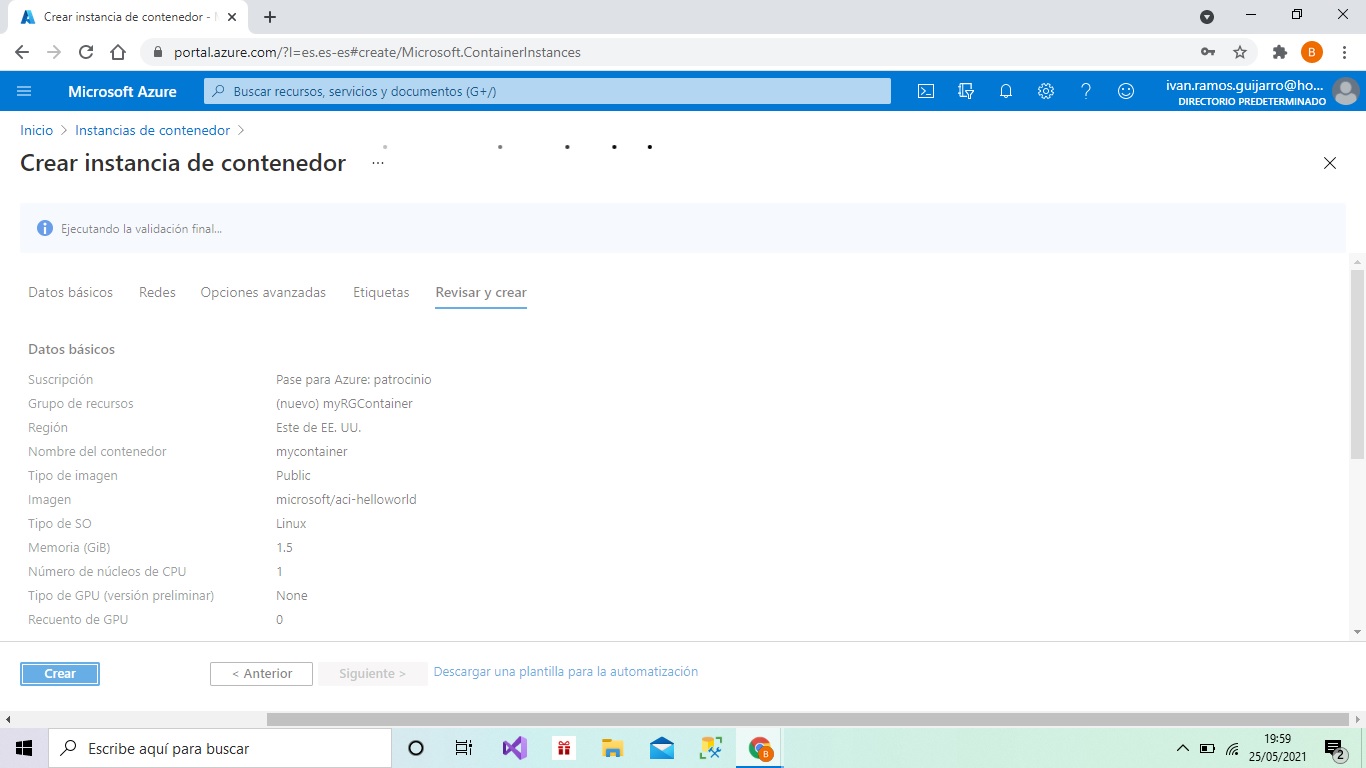 Crear instancia de contenedor -
portal.azure.com/?l=es.es-es#create/Microsoft.ContainerInstances
B
Microsoft Azure
Buscar recursos, servicios y documentos (G+/)
ivan.ramos.guijarro@ho...
DIRECTORIO PREDETERMINADO
Inicio > Instancias de contenedor >
Crear instancia de contenedor ...
Ejecutando la validación final...
Datos básicos Redes Opciones avanzadas Etiquetas Revisar y crear
Datos básicos
Suscripción Pase para Azure: patrocinio
Grupo de recursos (nuevo) myRGContainer
Región Este de EE. UU.
Nombre del contenedor mycontainer
Tipo de imagen Public
Imagen microsoft/aci-helloworld
Tipo de SO Linux
Memoria (GiB) 1.5
Número de núcleos de CPU 1
Tipo de GPU (versión preliminar) None
Recuento de GPU 0
Crear < Anterior Siguiente > Descargar una plantilla para la automatización
Escribe aquí para buscar
B
19:59
25/05/2021
2